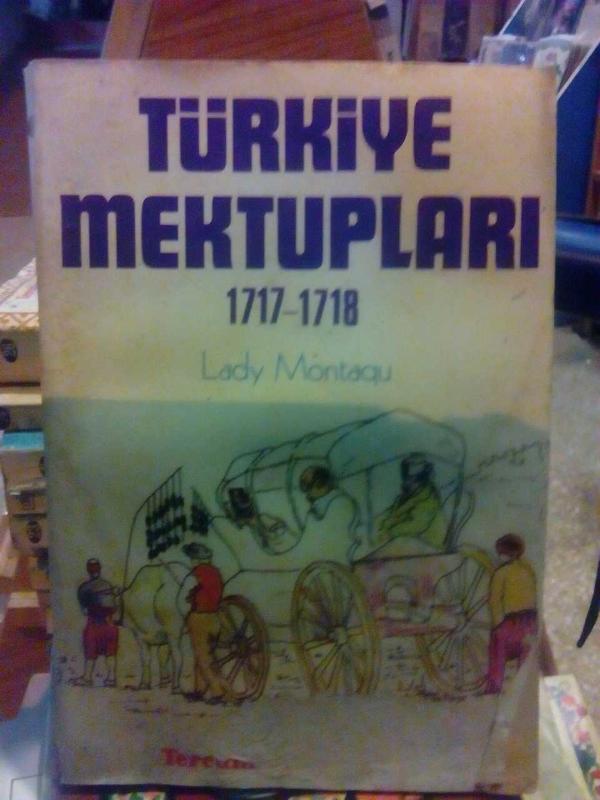 TÜRKİYE
MEKTUPLARI
1717-1718
Lady Montagu